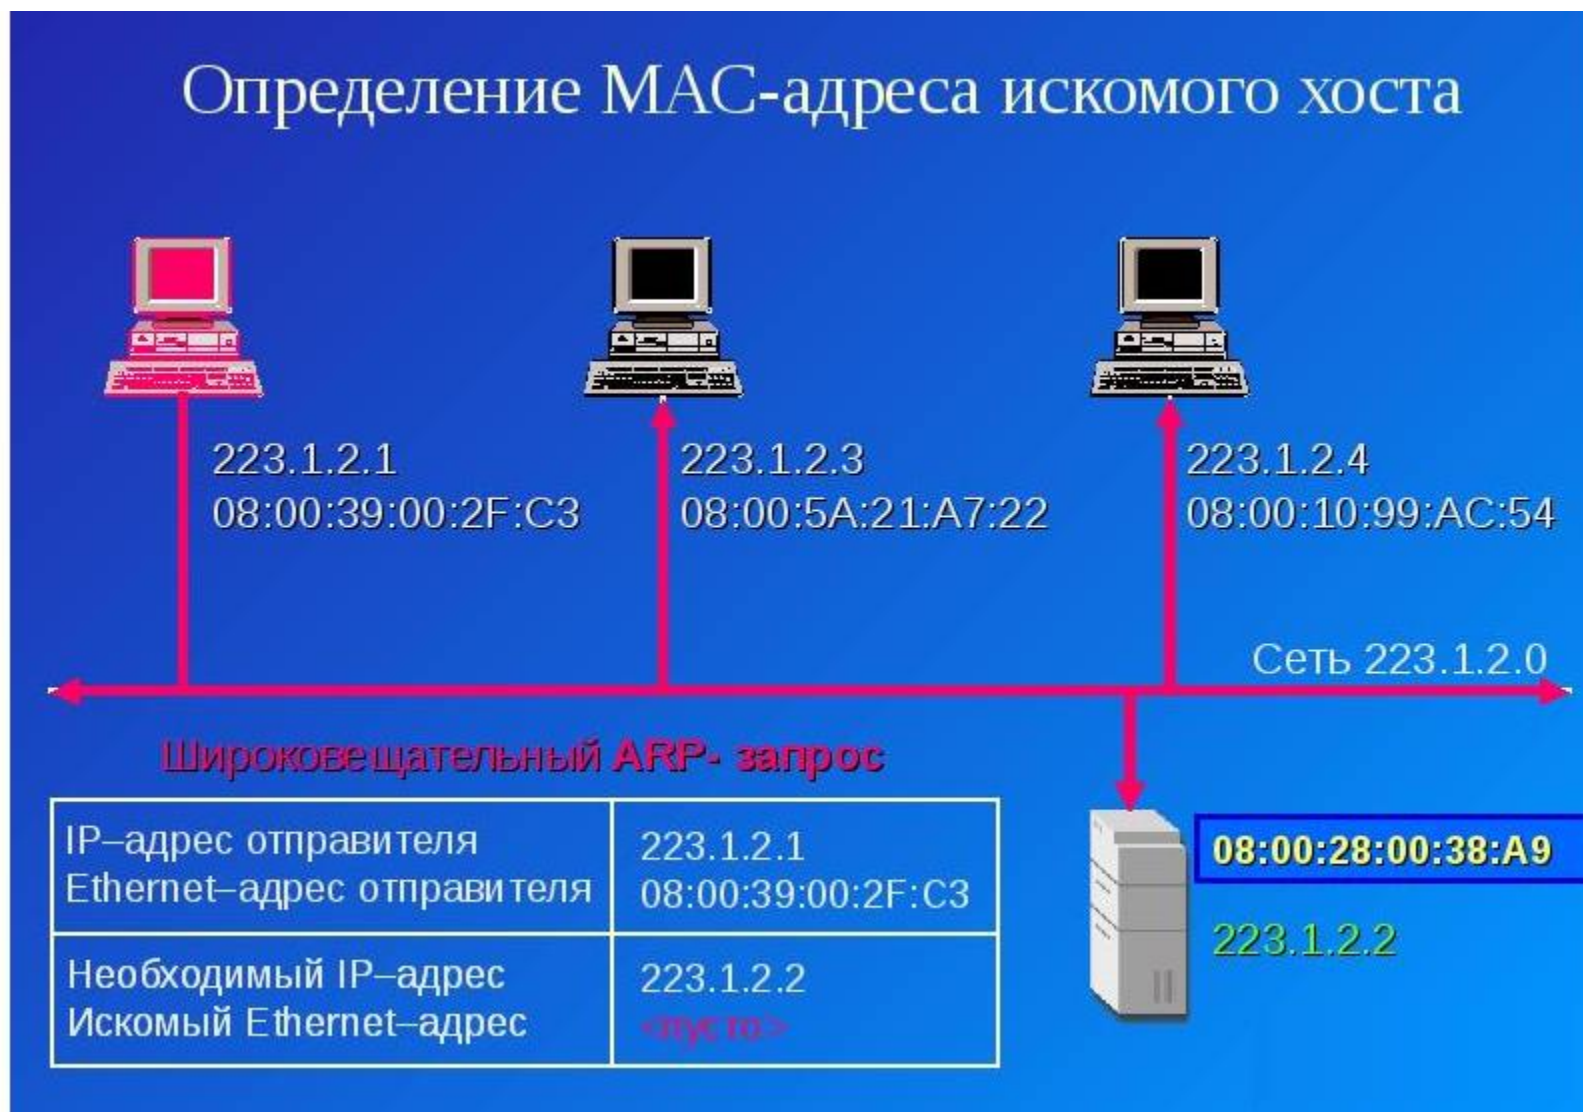 Определение MAC-адреса искомого хоста
223.1.2.1
08:00:39:00:2F:C3
223.1.2.3
08:00:5A:21:A7:22
223.1.2.4
08:00:10:99:AC:54
Сеть 223.1.2.0
Широковещательный ARP- запрос
IP–адрес отправителя
223.1.2.1
Ethernet–адрес отправителя
08:00:39:00:2F:C3
Необходимый IP–адрес
223.1.2.2
Искомый Ethernet–адрес
<пусто>
08:00:28:00:38:A9
223.1.2.2